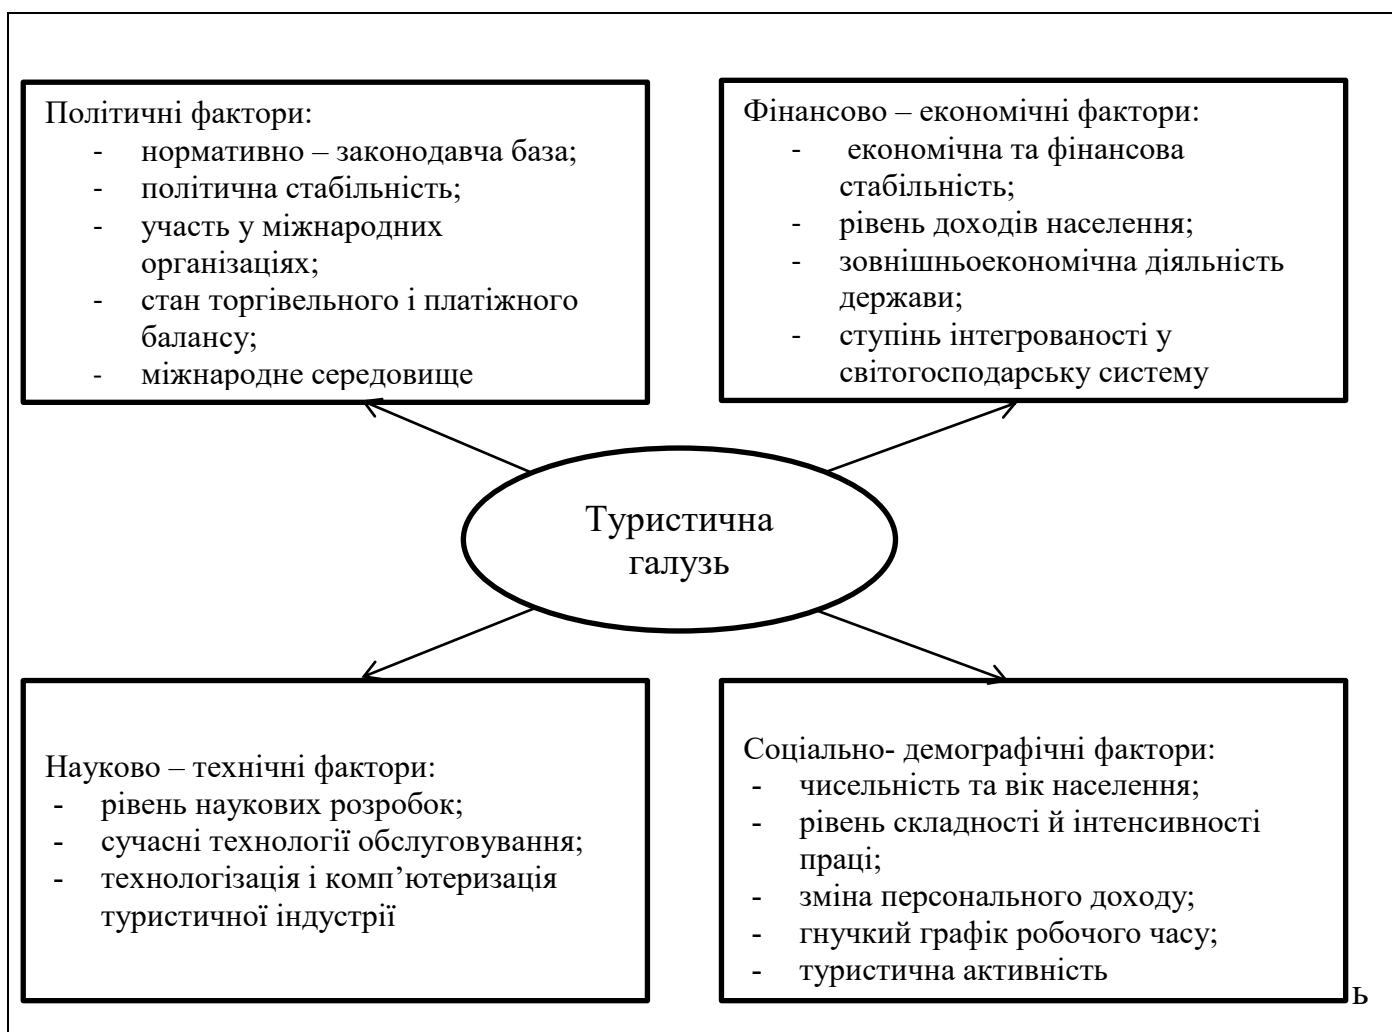 Політичні фактори:
- нормативно – законодавча база;
- політична стабільність;
- участь у міжнародних
організаціях;
- стан торгівельного і платіжного
балансу;
- міжнародне середовище
Фінансово – економічні фактори:
- економічна та фінансова
стабільність;
- рівень доходів населення;
- зовнішньоекономічна діяльність
держави;
- ступінь інтегрованості у
світогосподарську систему
Туристична
галузь
Науково – технічні фактори:
- рівень наукових розробок;
- сучасні технології обслуговування;
- технологізація і комп’ютеризація
туристичної індустрії
Соціально- демографічні фактори:
- чисельність та вік населення;
- рівень складності й інтенсивності
праці;
- зміна персонального доходу;
- гнучкий графік робочого часу;
- туристична активність
ь